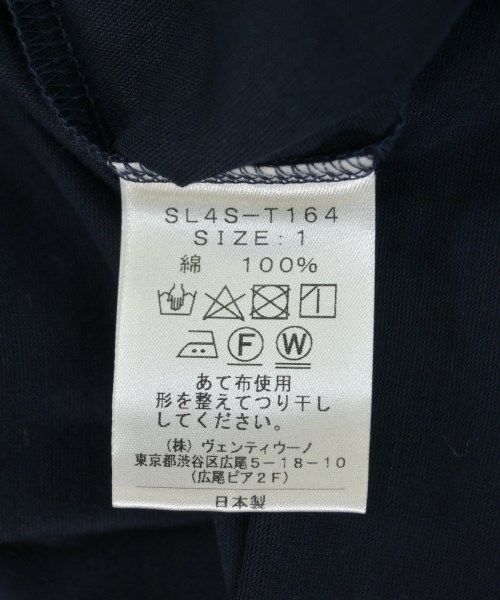 SL4S-T164
SIZE:1
綿 100%
F W
あて布使用
形を整えてつり干し
してください。
(株) ヴェンティウーノ
東京都渋谷区広尾5-18-10
(広尾ピア2F)
日本製